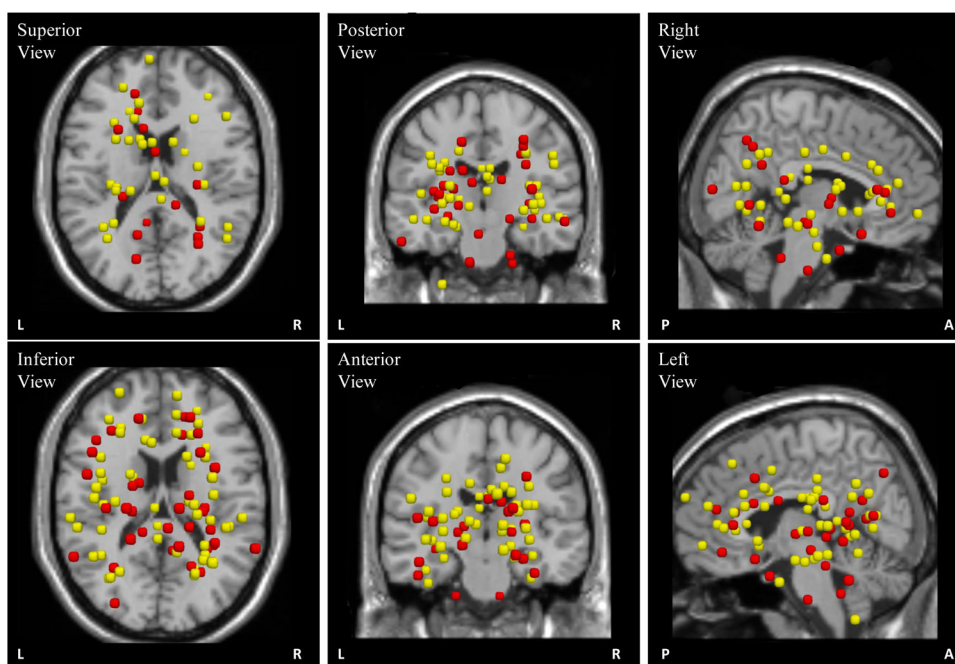 Superior
View
L
R
Posterior
View
L
R
Right
View
P
A
Inferior
View
L
R
Anterior
View
L
R
Left
View
P
A